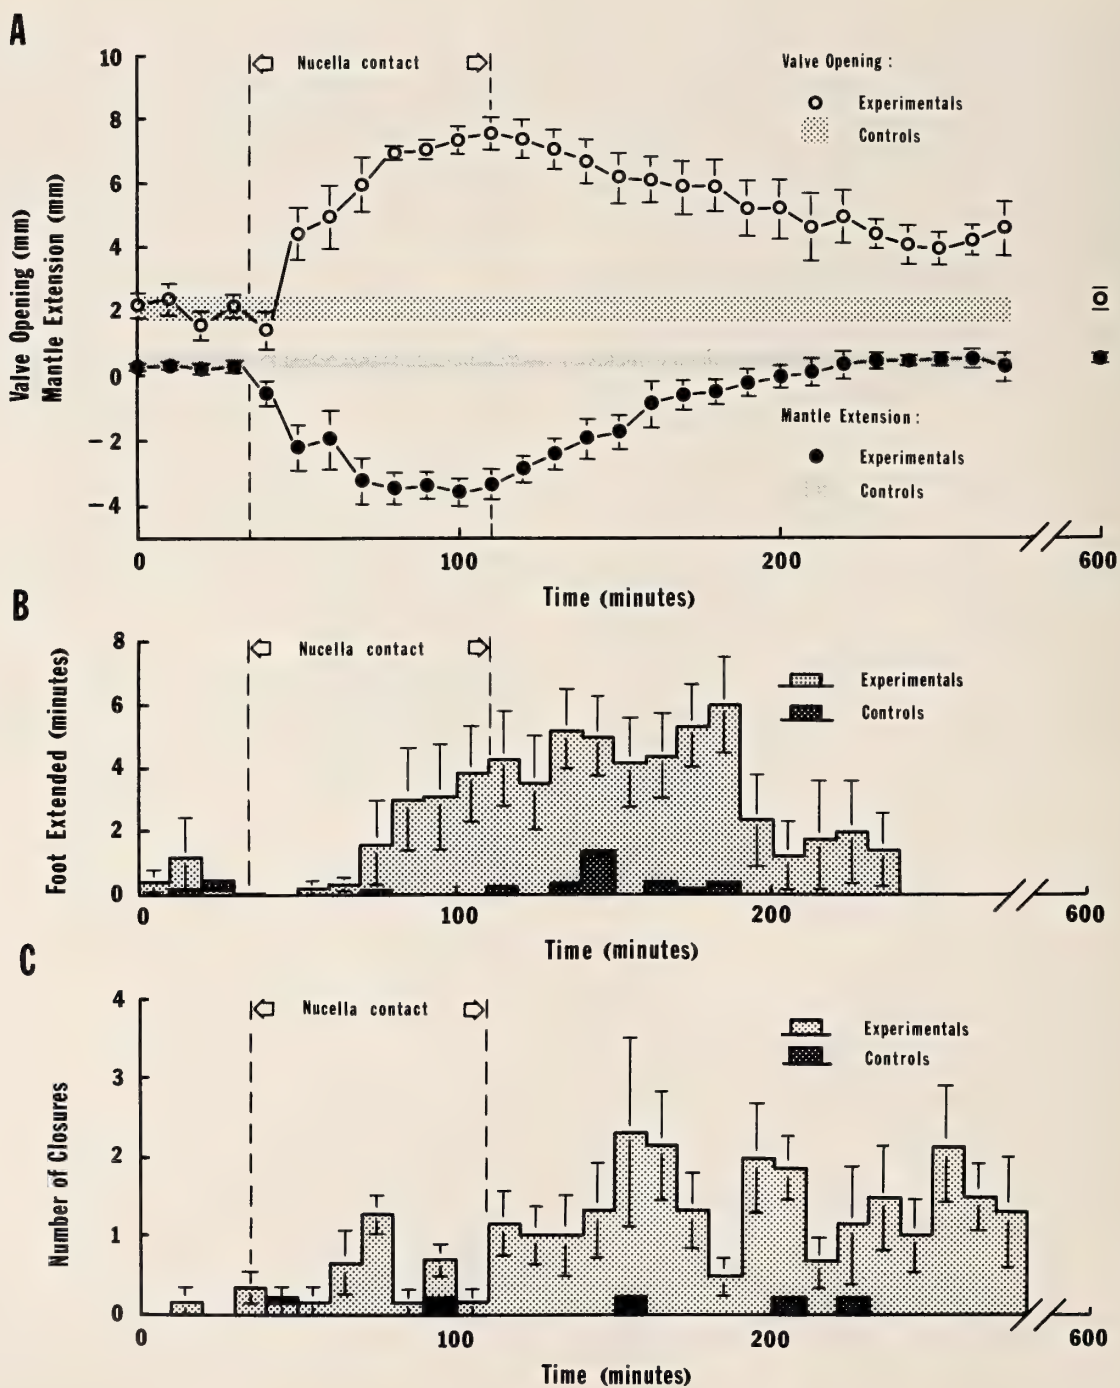 A
10
8
6
4
2
0
−2
−4
Valve Opening (mm)
Mantle Extension (mm)
Nucella contact
Valve Opening :
Experimentals
Controls
Mantle Extension :
Experimentals
Controls
0 100 200 600
Time (minutes)
B
8
6
4
2
0
Foot Extended (minutes)
Nucella contact
Experimentals
Controls
0 100 200 600
Time (minutes)
C
4
3
2
1
0
Number of Closures
Nucella contact
Experimentals
Controls
0 100 200 600
Time (minutes)